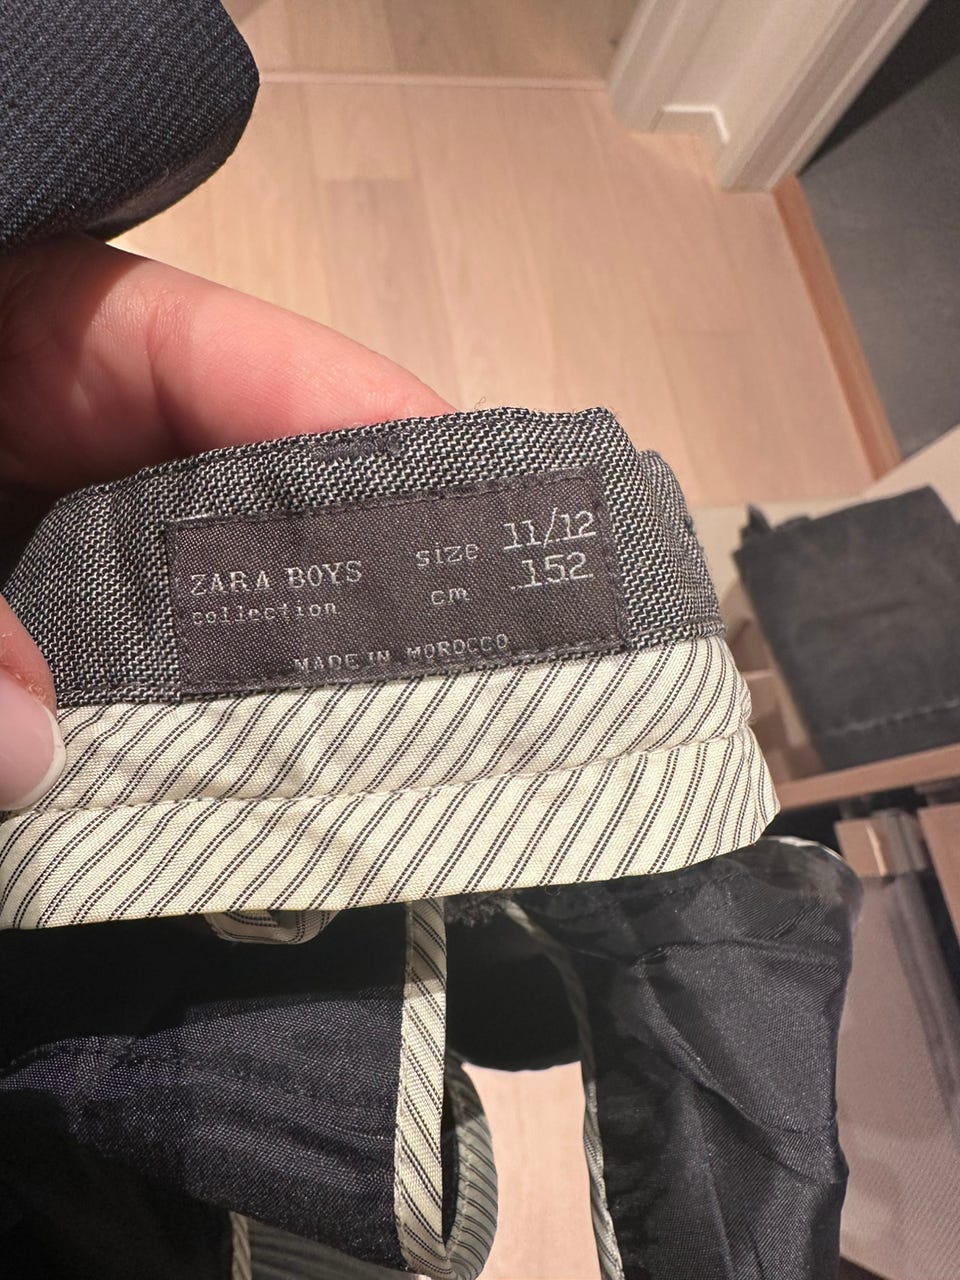 ZARA BOYS size 11/12
collection cm 152
MADE IN MOROCCO